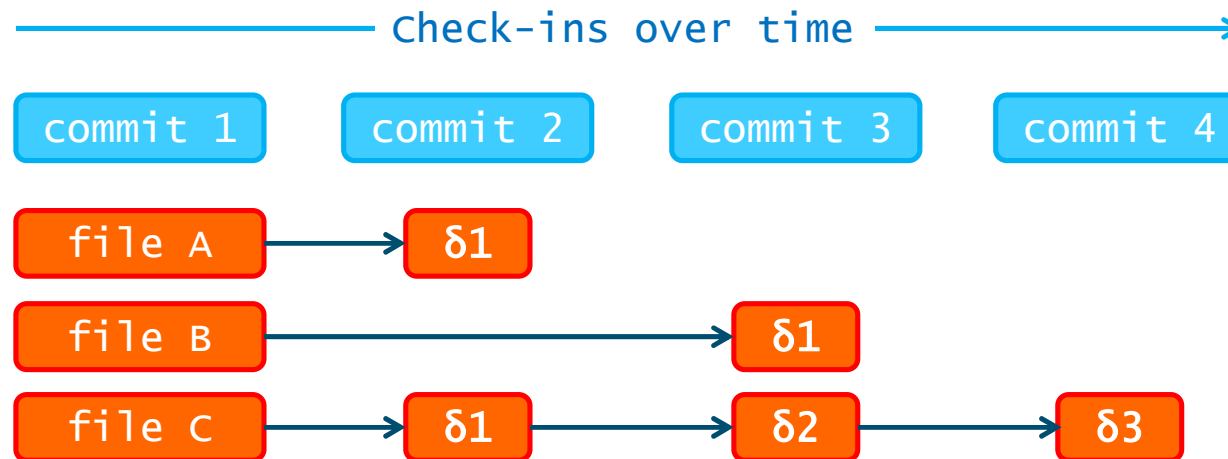 Check-ins over time
commit 1 commit 2 commit 3 commit 4
file A δ1
file B δ1
file C δ1 δ2 δ3